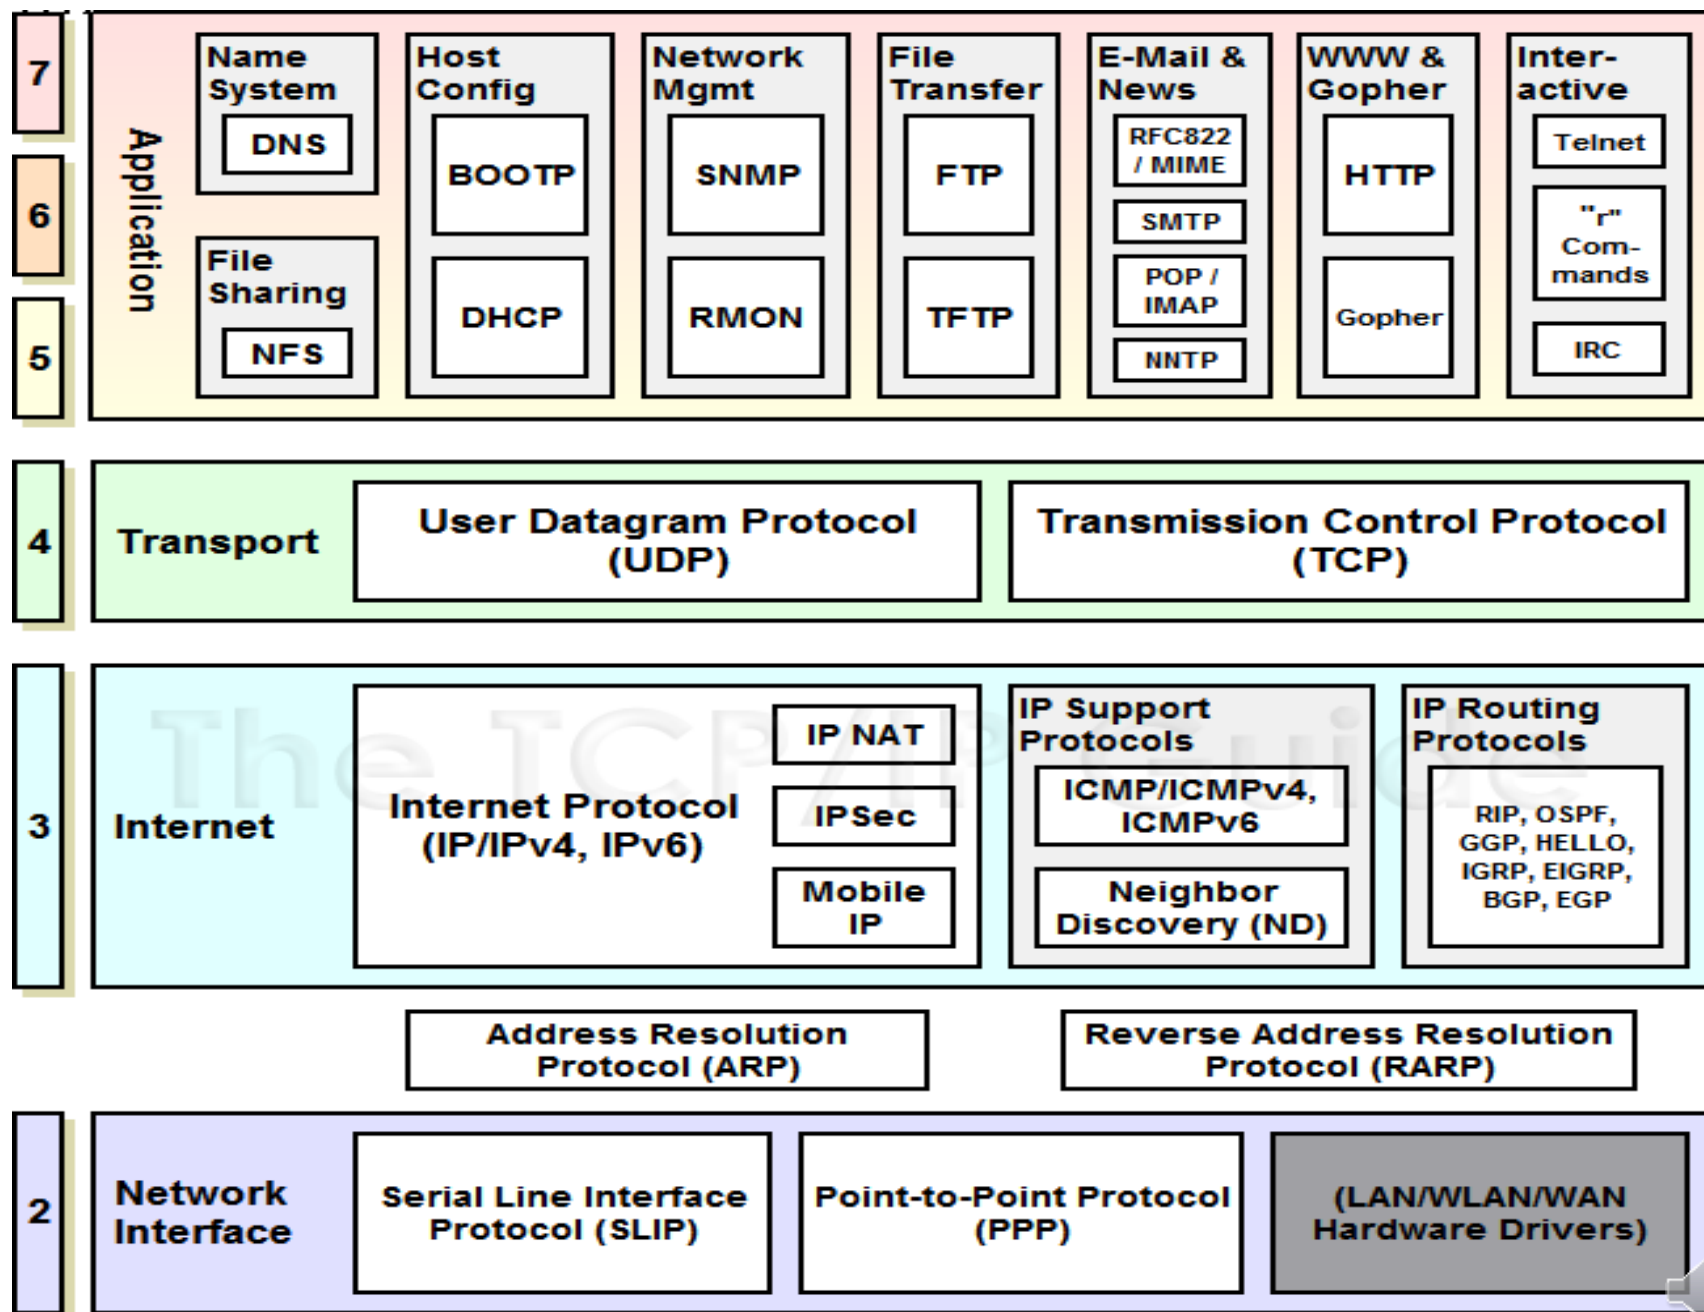 7
6
5
Application
Name
System
DNS
File
Sharing
NFS
Host
Config
BOOTP
DHCP
Network
Mgmt
SNMP
RMON
File
Transfer
FTP
TFTP
E-Mail &
News
RFC822
/ MIME
SMTP
POP /
IMAP
NNTP
WWW &
Gopher
HTTP
Gopher
Inter-
active
Telnet
"r"
Com-
mands
IRC
4
Transport
User Datagram Protocol
(UDP)
Transmission Control Protocol
(TCP)
3
Internet
Internet Protocol
(IP/IPv4, IPv6)
IP NAT
IPSec
Mobile
IP
IP Support
Protocols
ICMP/ICMPv4,
ICMPv6
Neighbor
Discovery (ND)
IP Routing
Protocols
RIP, OSPF,
GGP, HELLO,
IGRP, EIGRP,
BGP, EGP
The TCP/IP Guide
Address Resolution
Protocol (ARP)
Reverse Address Resolution
Protocol (RARP)
2
Network
Interface
Serial Line Interface
Protocol (SLIP)
Point-to-Point Protocol
(PPP)
(LAN/WLAN/WAN
Hardware Drivers)